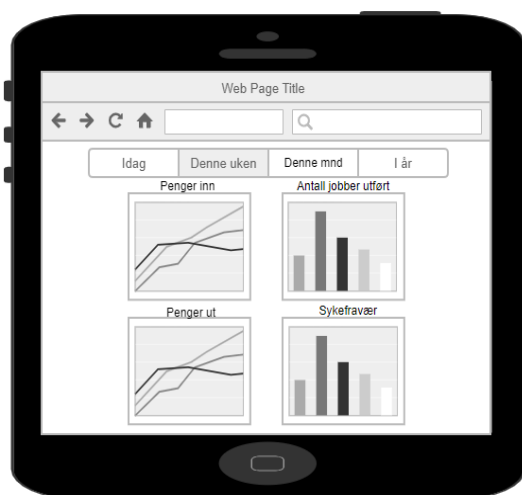 Web Page Title
Idag Denne uken Denne mnd I år
Penger inn Antall jobber utført
Penger ut Sykefravær